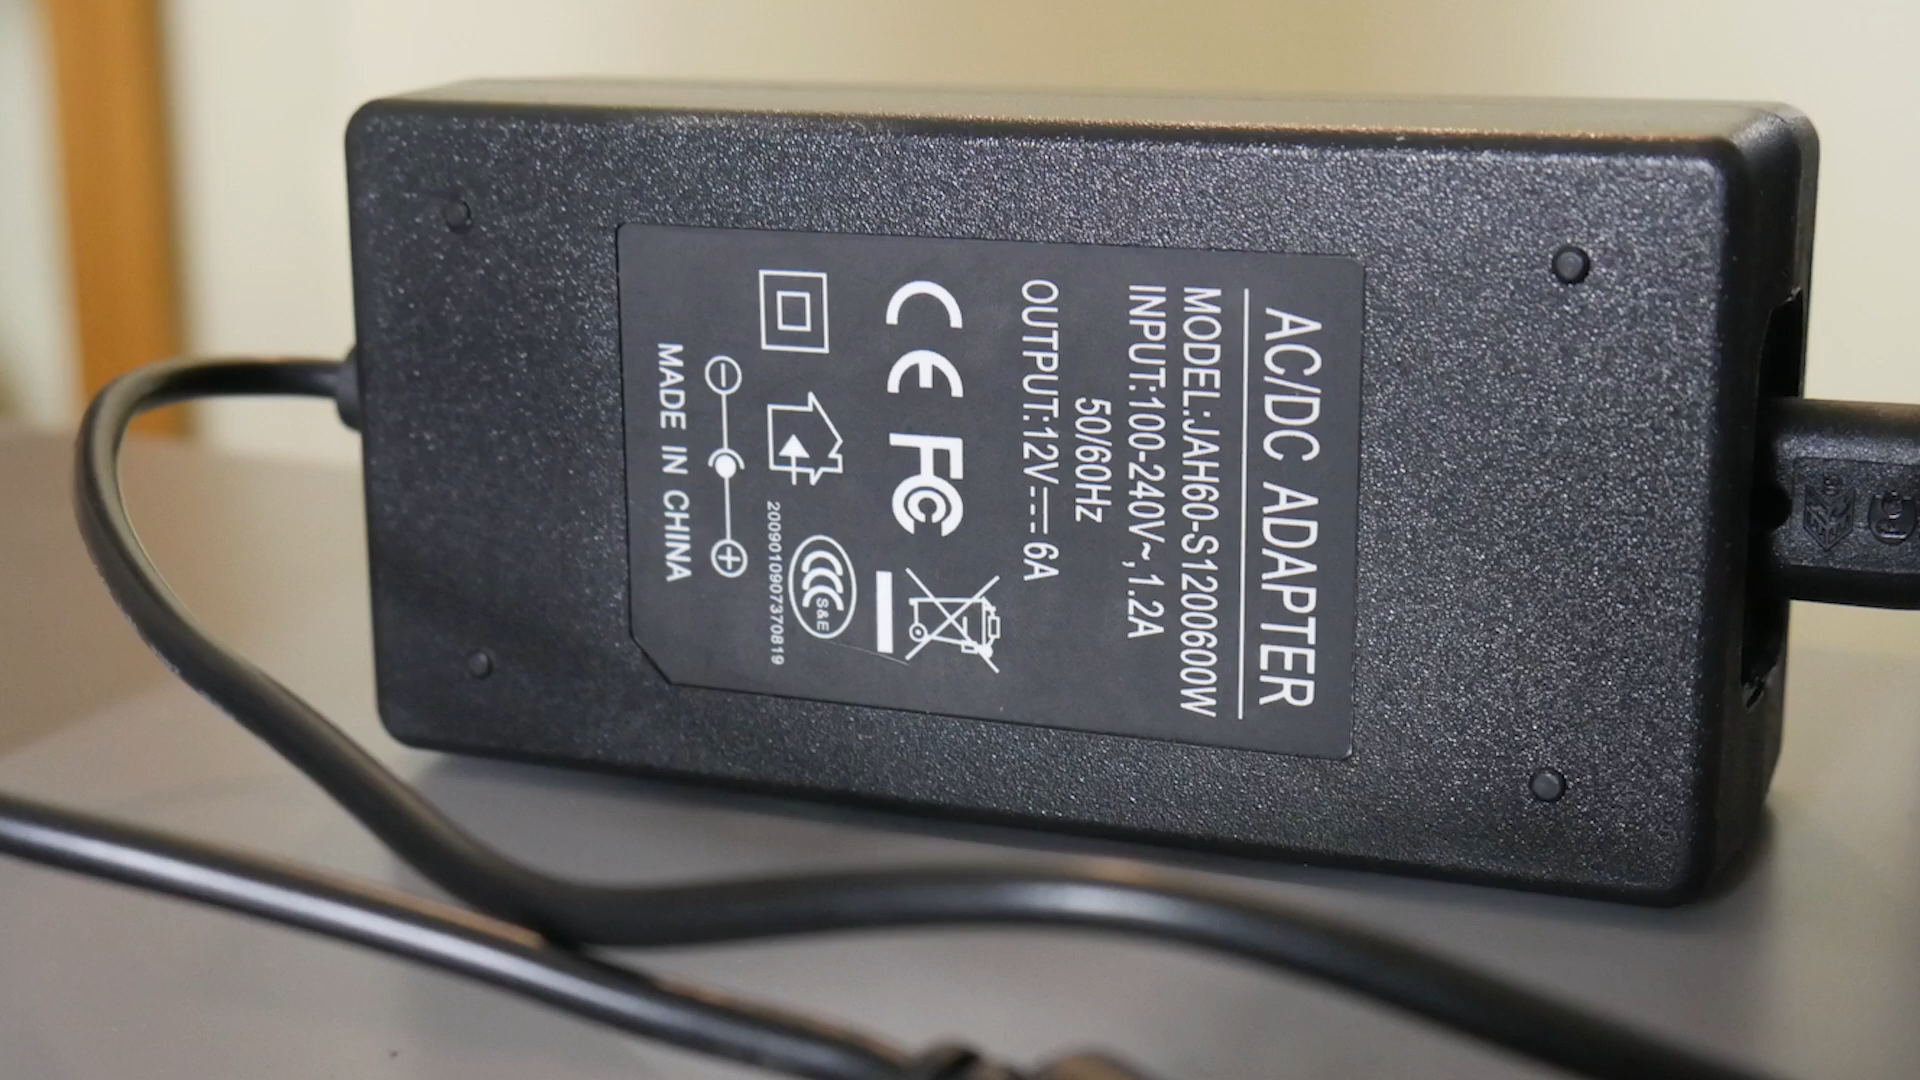 AC/DC ADAPTER
MODEL:JAH60-S1200600W
INPUT:100-240V~,1.2A
50/60Hz
OUTPUT:12V⎓6A
CE FC
S&E
2009010907370819
MADE IN CHINA